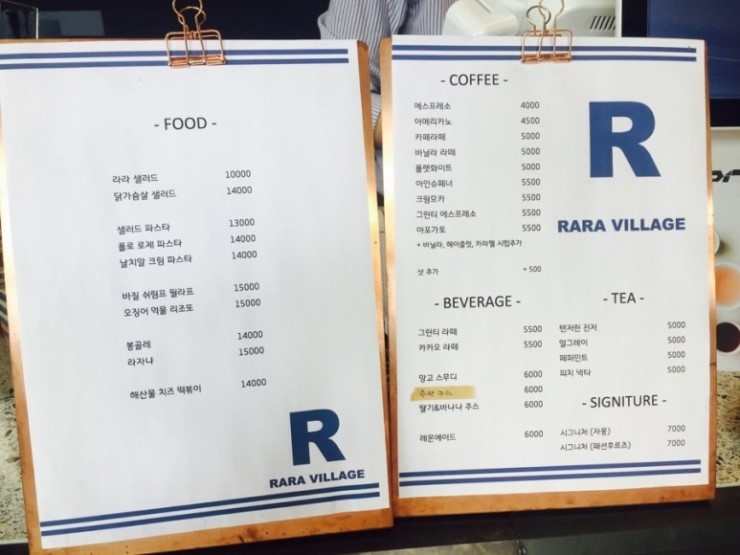 - FOOD -
라라 샐러드 10000
닭가슴살 샐러드 14000
샐러드 파스타 13000
폴로 로제 파스타 14000
날치알 크림 파스타 14000
바질 쉬림프 필라프 15000
오징어 먹물 리조또 15000
봉골레 14000
라자냐 15000
해산물 치즈 떡볶이 14000
R
RARA VILLAGE
- COFFEE -
에스프레소 4000
아메리카노 4500
카페라떼 5000
바닐라 라떼 5000
플랫화이트 5000
아인슈페너 5500
크림모카 5500
그린티 에스프레소 5500
아포가토 5500
+ 바닐라, 헤이즐럿, 카라멜 시럽추가
샷 추가 + 500
R
RARA VILLAGE
- BEVERAGE -
그린티 라떼 5500
카카오 라떼 5500
망고 스무디 6000
수박 주스 6000
딸기&바나나 주스 6000
레몬에이드 6000
- TEA -
텐저린 진저 5000
얼그레이 5000
페퍼민트 5000
피치 넥타 5000
- SIGNITURE -
시그니처 (자몽) 7000
시그니처 (패션후르츠) 7000